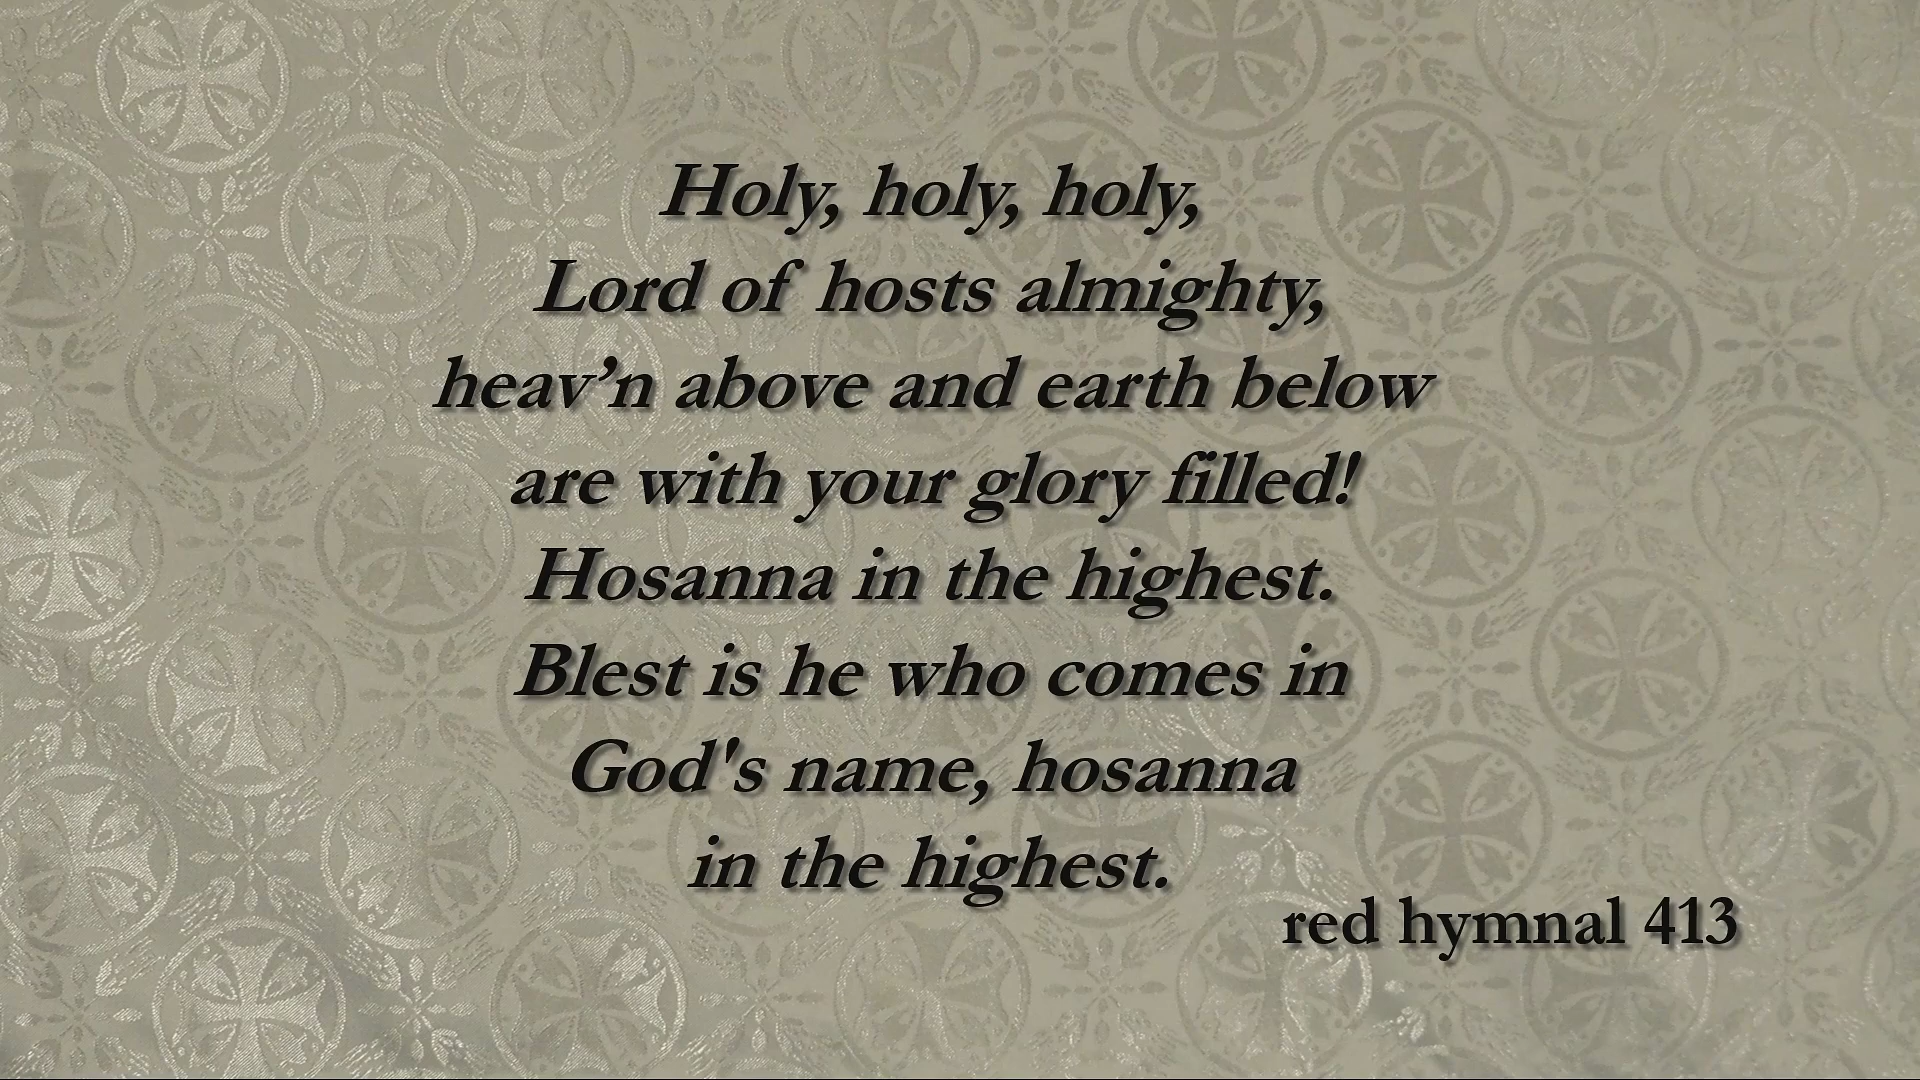 Holy, holy, holy,
Lord of hosts almighty,
heav’n above and earth below
are with your glory filled!
Hosanna in the highest.
Blest is he who comes in
God's name, hosanna
in the highest.
red hymnal 413